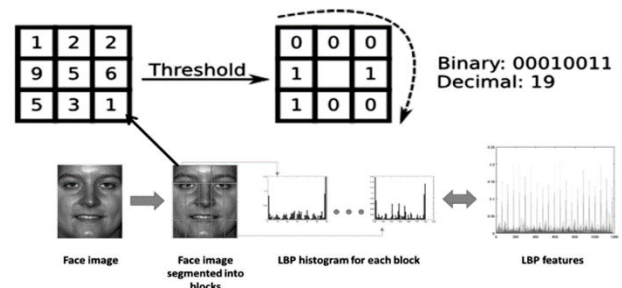 1 2 2
9 5 6
5 3 1
Threshold
0 0 0
1 1
1 0 0
Binary: 00010011
Decimal: 19
Face image
Face image
segmented into
blocks
LBP histogram for each block
LBP features